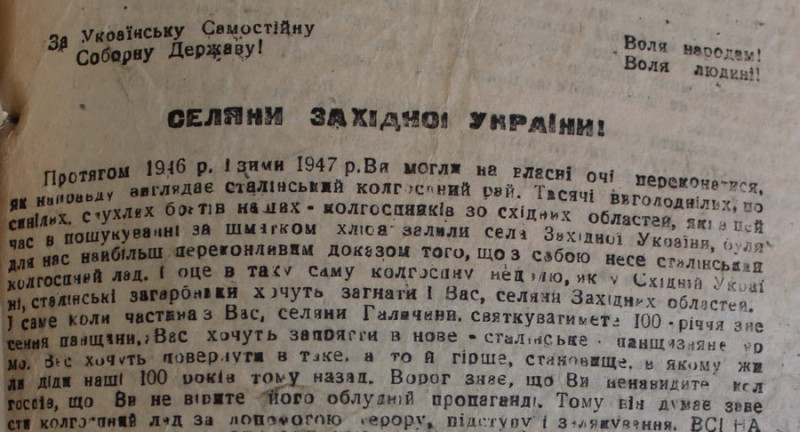 За Українську Самостійну
Соборну Державу!
Воля народам!
Воля людині!
СЕЛЯНИ ЗАХІДНОІ УКРАІНИ!
Протягом 1946 р. і зими 1947 р. Ви могли на власні очі переконатися,
як направду виглядає сталінський колгоспний рай. Тисячі виголоднілих, по
синілих, спухлих братів наших - колгоспників зо східних областей, які в цей
час в пошукуванні за шматком хліба залили села Західної України, були
для нас найбільш переконливим доказом того, що з собою несе сталінський
колгоспний лад. І оце в таку саму колгоспну недолю, як у Східній Украї
ні, сталінські загарбники хочуть загнати і Вас, селяни Західних областей.
І саме коли частина з Вас, селяни Галичини, святкуватимете 100 - річчя зне
сення панщини, Вас хочуть запрягти в нове - сталінське - панщизняне яр
мо. Вас хочуть повернути в таке, а то й гірше, становище, в якому жи
ли діди наші 100 років тому назад. Ворог знає, що Ви ненавидите кол
госпів, що Ви не вірите його облудній пропаганді. Тому він думає заве
сти колгоспний лад за допомогою терору, підступу і залякування. ВСІ НА